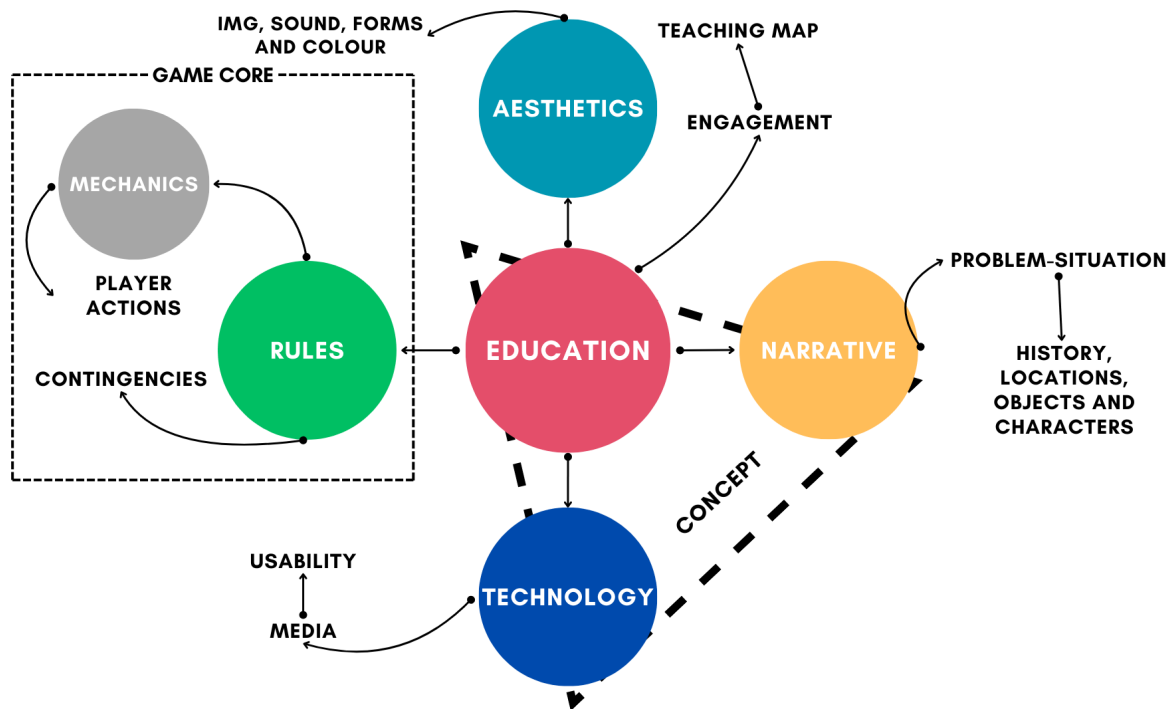 IMG, SOUND, FORMS
AND COLOUR
TEACHING MAP
GAME CORE
AESTHETICS
ENGAGEMENT
MECHANICS
PROBLEM-SITUATION
PLAYER
ACTIONS
RULES
EDUCATION
NARRATIVE
HISTORY,
LOCATIONS,
OBJECTS AND
CHARACTERS
CONTINGENCIES
CONCEPT
USABILITY
TECHNOLOGY
MEDIA